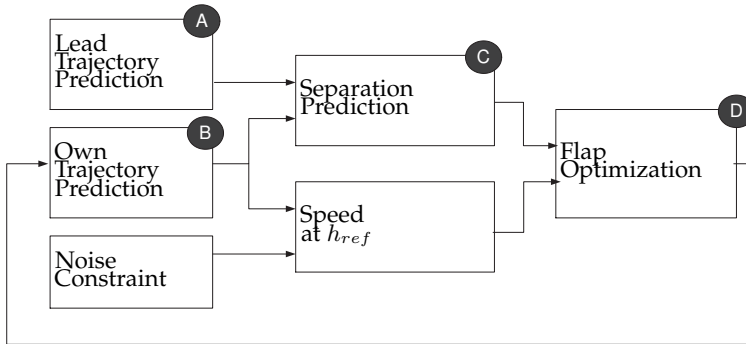 A
Lead
Trajectory
Prediction
B
Own
Trajectory
Prediction
Noise
Constraint
C
Separation
Prediction
Speed
at h_ref
D
Flap
Optimization